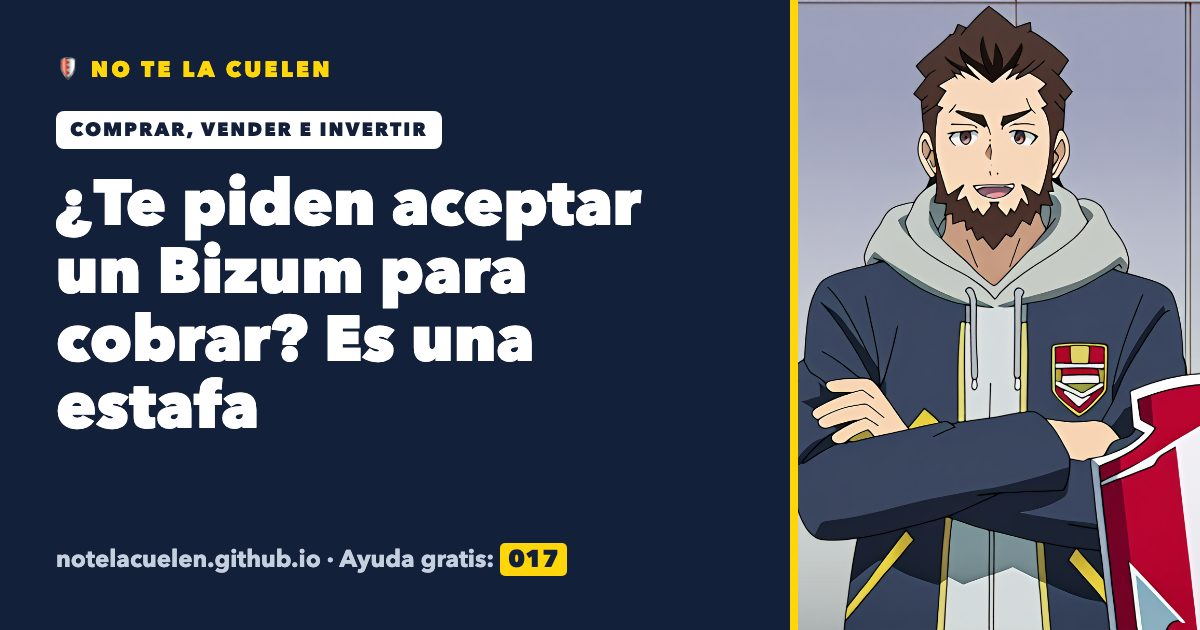 NO TE LA CUELEN
COMPRAR, VENDER E INVERTIR
¿Te piden aceptar
un Bizum para
cobrar? Es una
estafa
notelacuelen.github.io · Ayuda gratis: 017